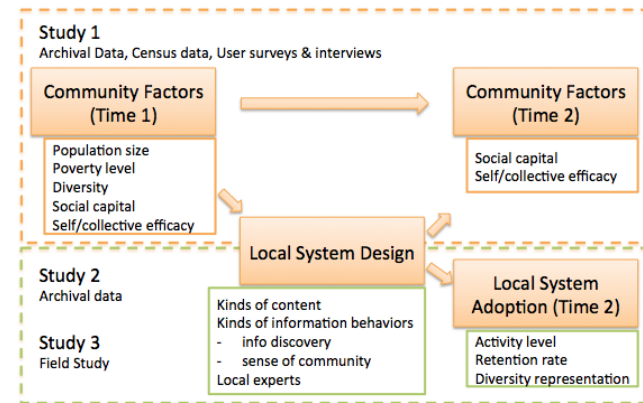 Study 1
Archival Data, Census data, User surveys & interviews
Community Factors
(Time 1)
Population size
Poverty level
Diversity
Social capital
Self/collective efficacy
Community Factors
(Time 2)
Social capital
Self/collective efficacy
Local System Design
Kinds of content
Kinds of information behaviors
- info discovery
- sense of community
Local experts
Study 2
Archival data
Study 3
Field Study
Local System
Adoption (Time 2)
Activity level
Retention rate
Diversity representation